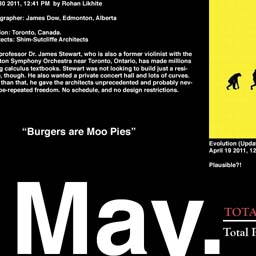 30 2011, 12:41 PM by Rohan Likhite
grapher: James Dow, Edmonton, Alberta
ion: Toronto, Canada.
tects: Shim-Sutcliffe Architects
professor Dr. James Stewart, who is also a former violinist with the
ton Symphony Orchestra near Toronto, Ontario, has made millions
g calculus textbooks. Stewart was not looking to build just a resi-
, though. He also wanted a private concert hall and lots of curves.
than that, he gave the architects unprecedented and probably nev-
be-repeated freedom. No schedule, and no design restrictions.
“Burgers are Moo Pies”
Evolution (Upda
April 19 2011, 12
Plausible?!
May.
TOTA
Total E